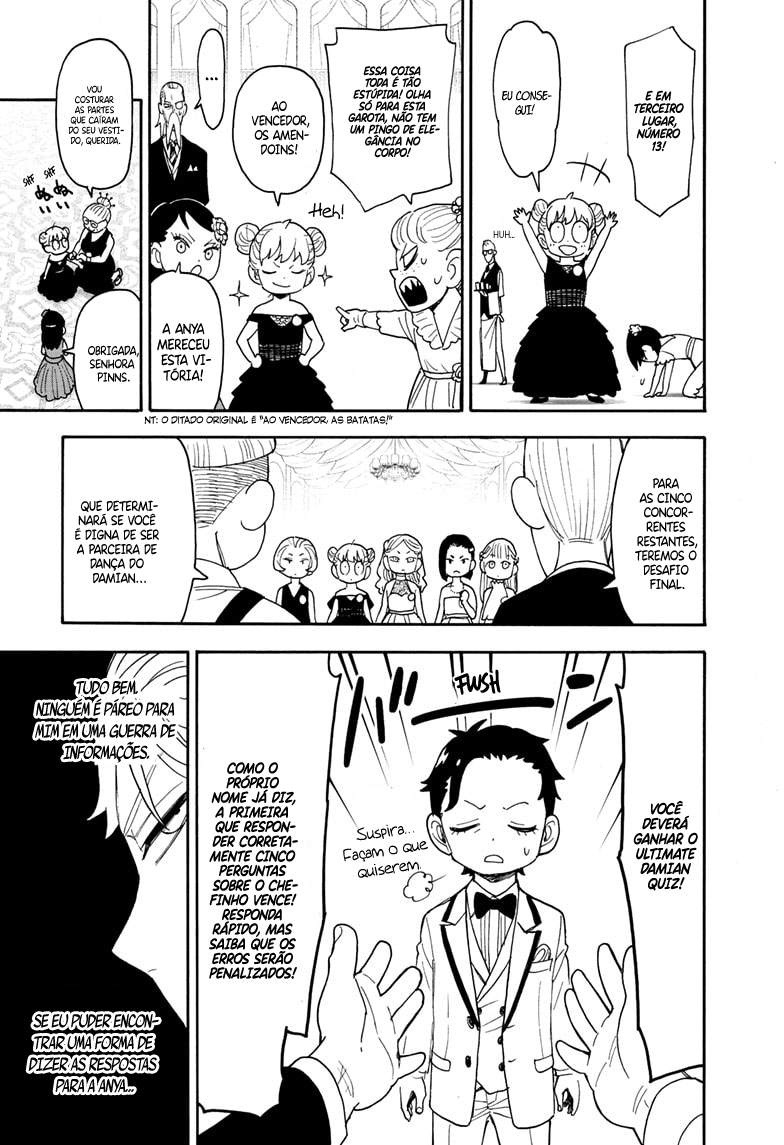 E EM
TERCEIRO
LUGAR,
NÚMERO
13!
EU CONSE-
GUI!
HUH...
ESSA COISA
TODA É TÃO
ESTÚPIDA! OLHA
SÓ PARA ESTA
GAROTA, NÃO TEM
UM PINGO DE ELE-
GÂNCIA NO
CORPO!
AO
VENCEDOR,
OS AMEN-
DOINS!
...
Heh!
A ANYA
MERECEU
ESTA VI-
TÓRIA!
VOU
COSTURAR
AS PARTES
QUE CAÍRAM
DO SEU VESTI-
DO, QUERIDA.
SHF SHF
OBRIGADA,
SENHORA
PINNS.
NT: O DITADO ORIGINAL É "AO VENCEDOR, AS BATATAS!"
PARA
AS CINCO
CONCOR-
RENTES
RESTANTES,
TEREMOS O
DESAFIO
FINAL.
QUE DETERMI-
NARÁ SE VOCÊ
É DIGNA DE SER
A PARCEIRA DE
DANÇA DO
DAMIAN...
FWSH
VOCÊ
DEVERÁ
GANHAR O
ULTIMATE
DAMIAN
QUIZ!
Suspira...
Façam o que
quiserem.
COMO O
PRÓPRIO
NOME JÁ DIZ,
A PRIMEIRA
QUE RESPON-
DER CORRETA-
MENTE CINCO
PERGUNTAS
SOBRE O CHE-
FINHO VENCE!
RESPONDA
RÁPIDO, MAS
SAIBA QUE OS
ERROS SERÃO
PENALIZADOS!
TUDO BEM.
NINGUÉM É PÁREO PARA
MIM EM UMA GUERRA DE
INFORMAÇÕES.
SE EU PUDER ENCON-
TRAR UMA FORMA DE
DIZER AS RESPOSTAS
PARA A ANYA...